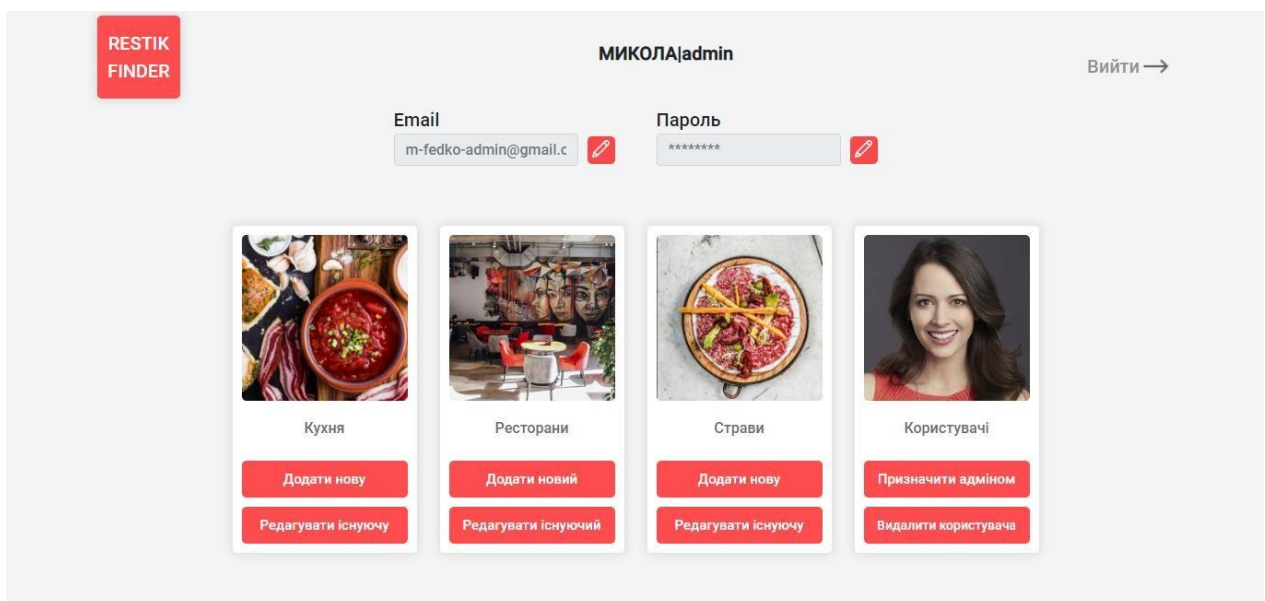 RESTIK
FINDER
МИКОЛА|admin
Вийти
Email
Пароль
m-fedko-admin@gmail.c
********
Кухня
Ресторани
Страви
Користувачі
Додати нову
Додати новий
Додати нову
Призначити адміном
Редагувати існуючу
Редагувати існуючий
Редагувати існуючу
Видалити користувача